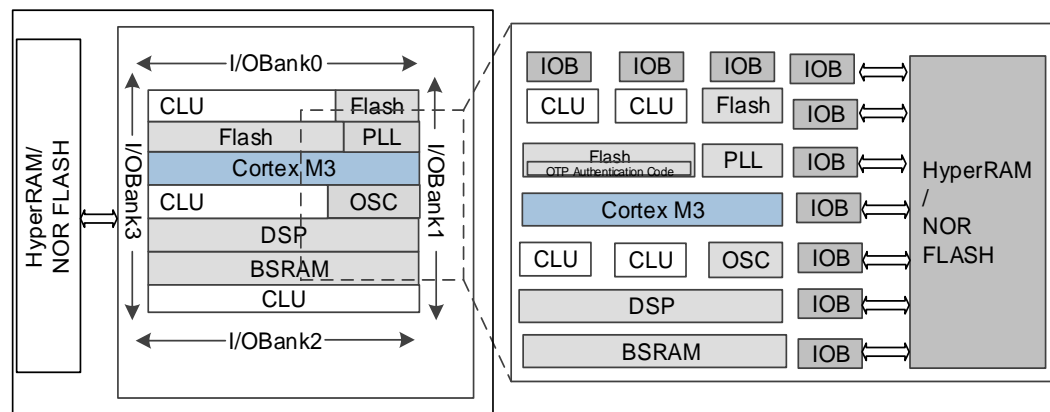 HyperRAM/
NOR FLASH
I/OBank0
I/OBank3
I/OBank1
I/OBank2
CLU
Flash
Flash
PLL
Cortex M3
CLU
OSC
DSP
BSRAM
CLU
IOB
IOB
IOB
IOB
CLU
CLU
Flash
IOB
Flash
OTP Authentication Code
PLL
IOB
Cortex M3
IOB
CLU
CLU
OSC
IOB
DSP
IOB
BSRAM
IOB
HyperRAM
/
NOR
FLASH